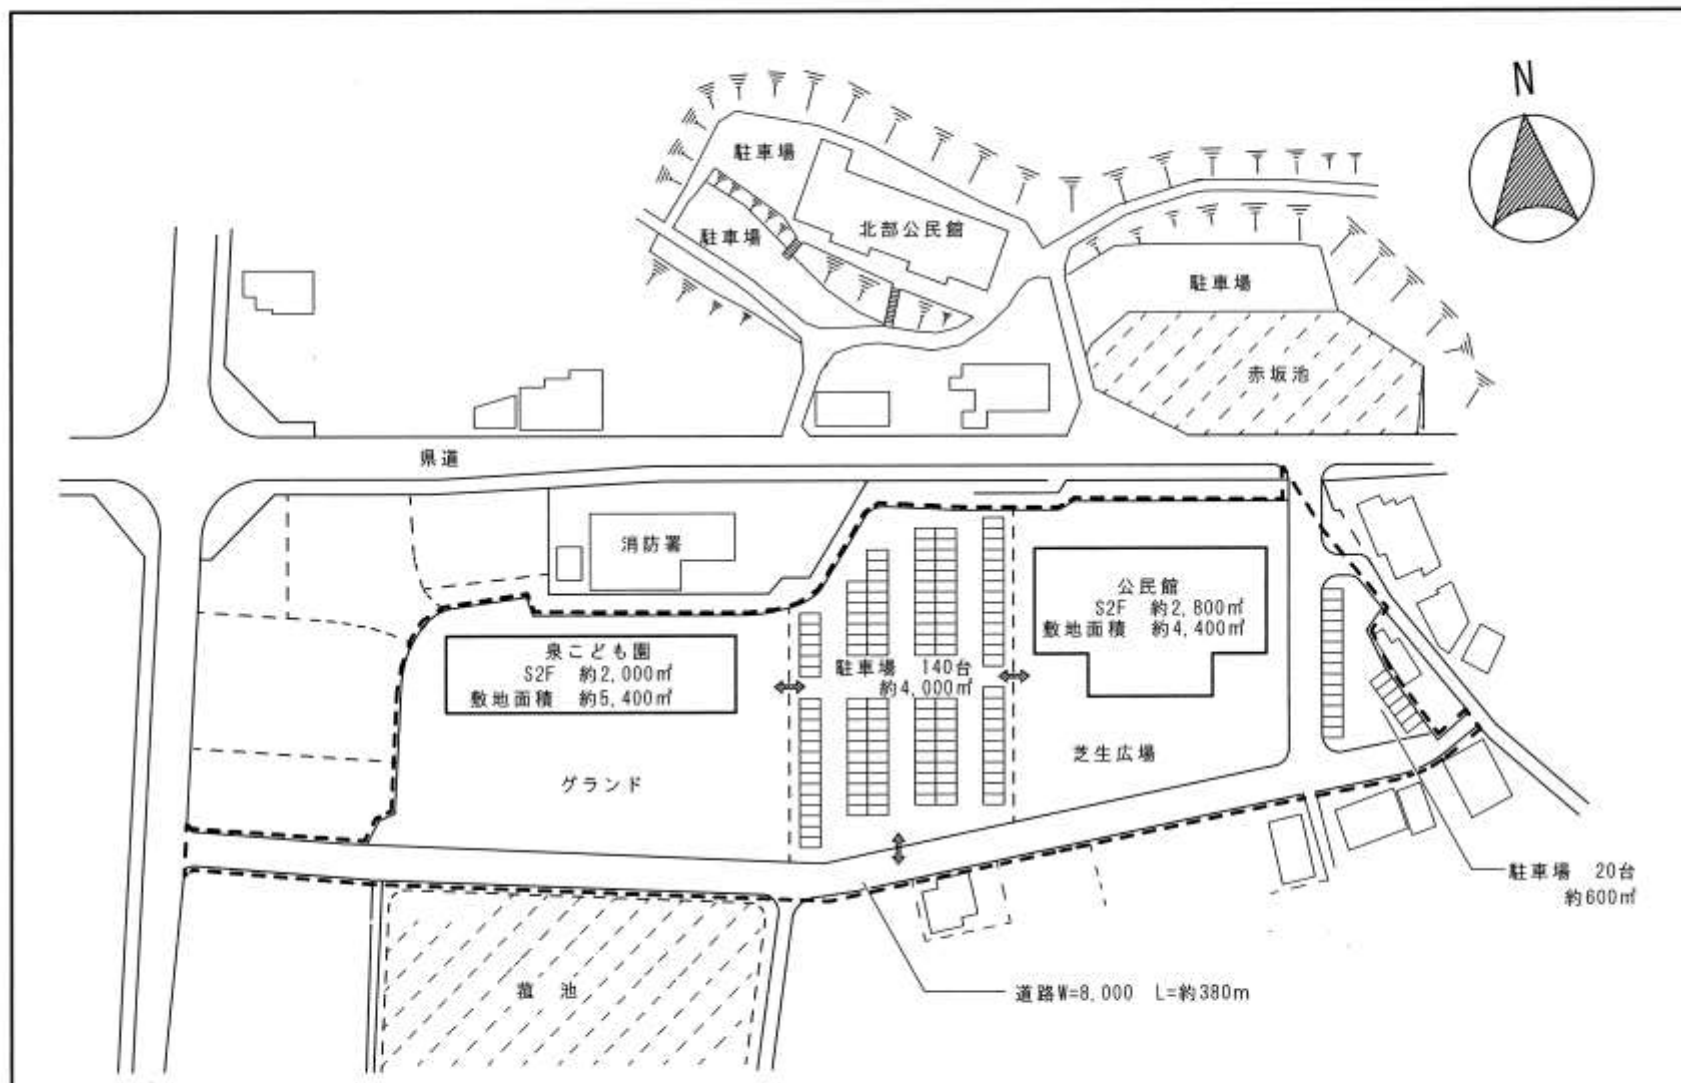 N
駐車場
駐車場
北部公民館
駐車場
赤坂池
県道
消防署
公民館
S2F 約2,800㎡
敷地面積 約4,400㎡
泉こども園
S2F 約2,000㎡
敷地面積 約5,400㎡
駐車場 140台
約4,000㎡
芝生広場
グランド
駐車場 20台
約600㎡
菰池
道路W=8,000 L=約380m